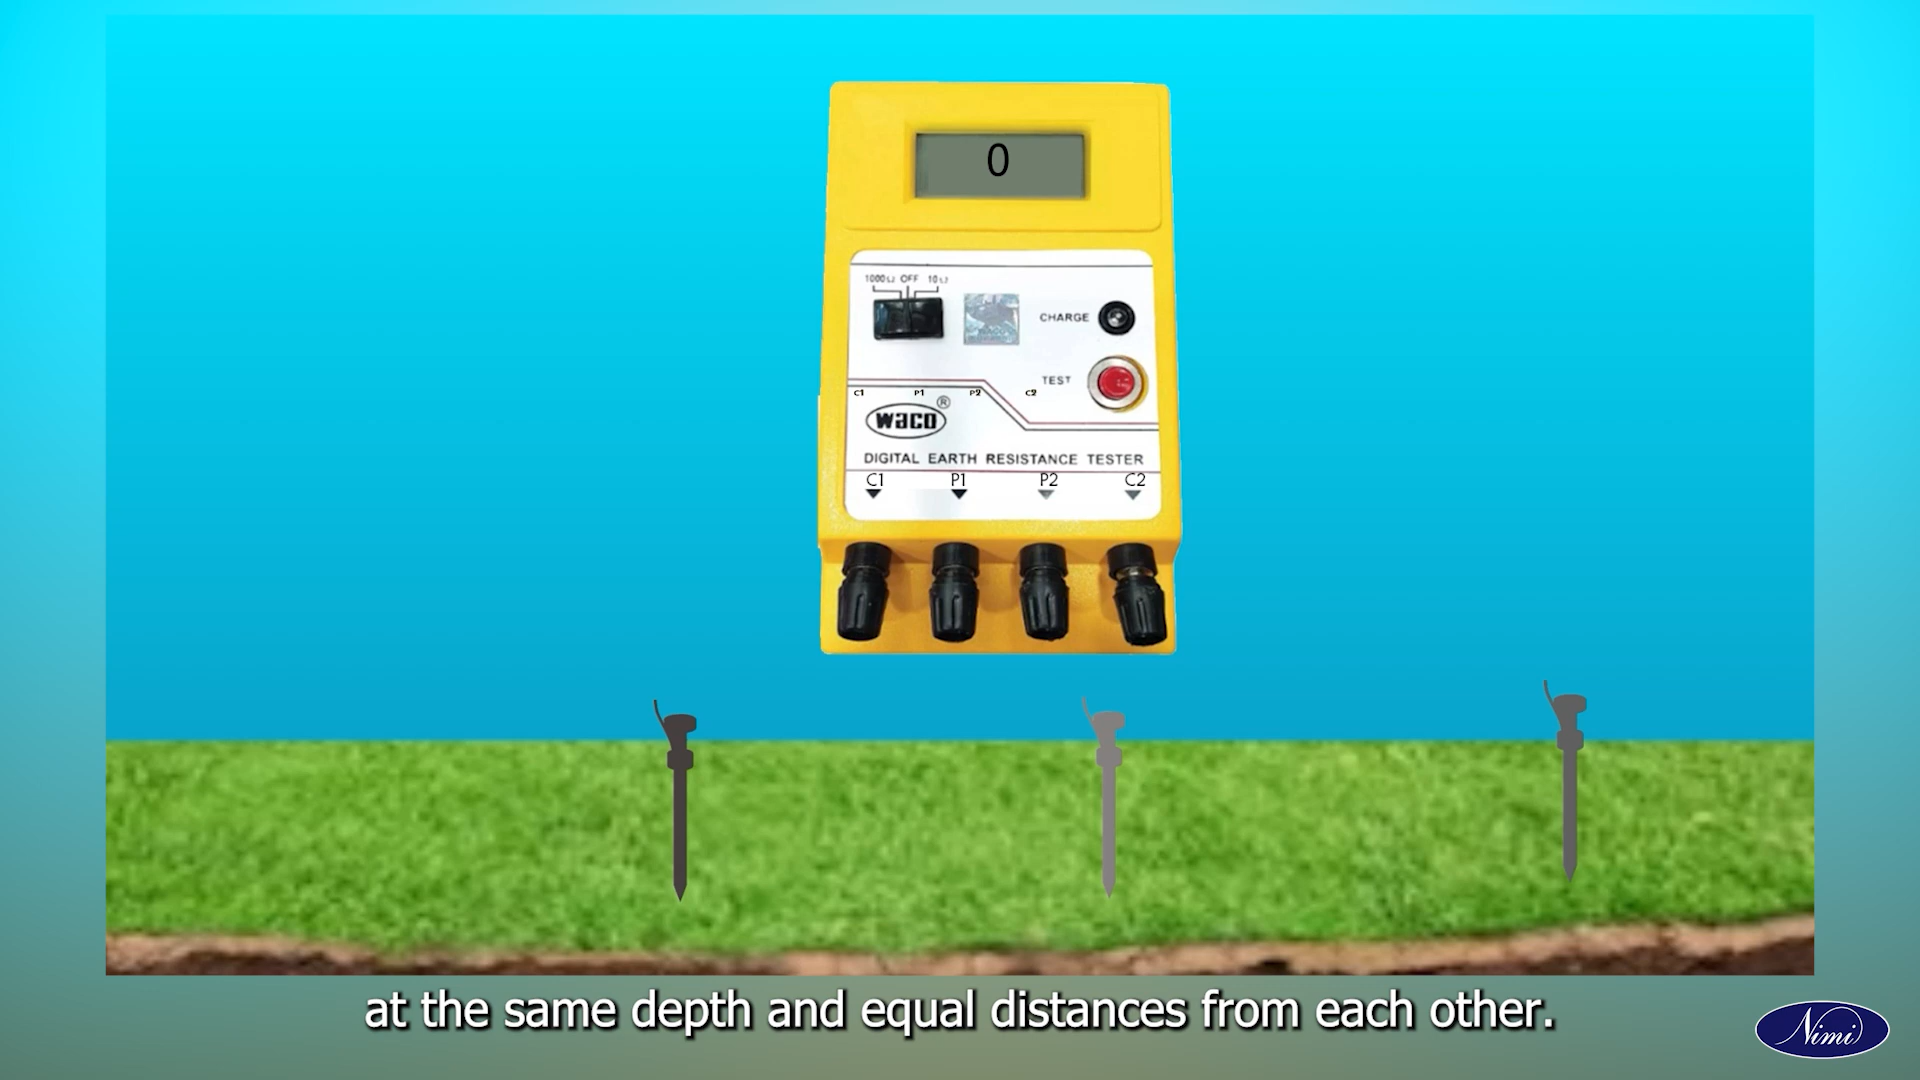 0
1000Ω OFF 10Ω
CHARGE
TEST
C1 P1 P2 C2
waco ®
DIGITAL EARTH RESISTANCE TESTER
C1 P1 P2 C2
at the same depth and equal distances from each other.
Nimi